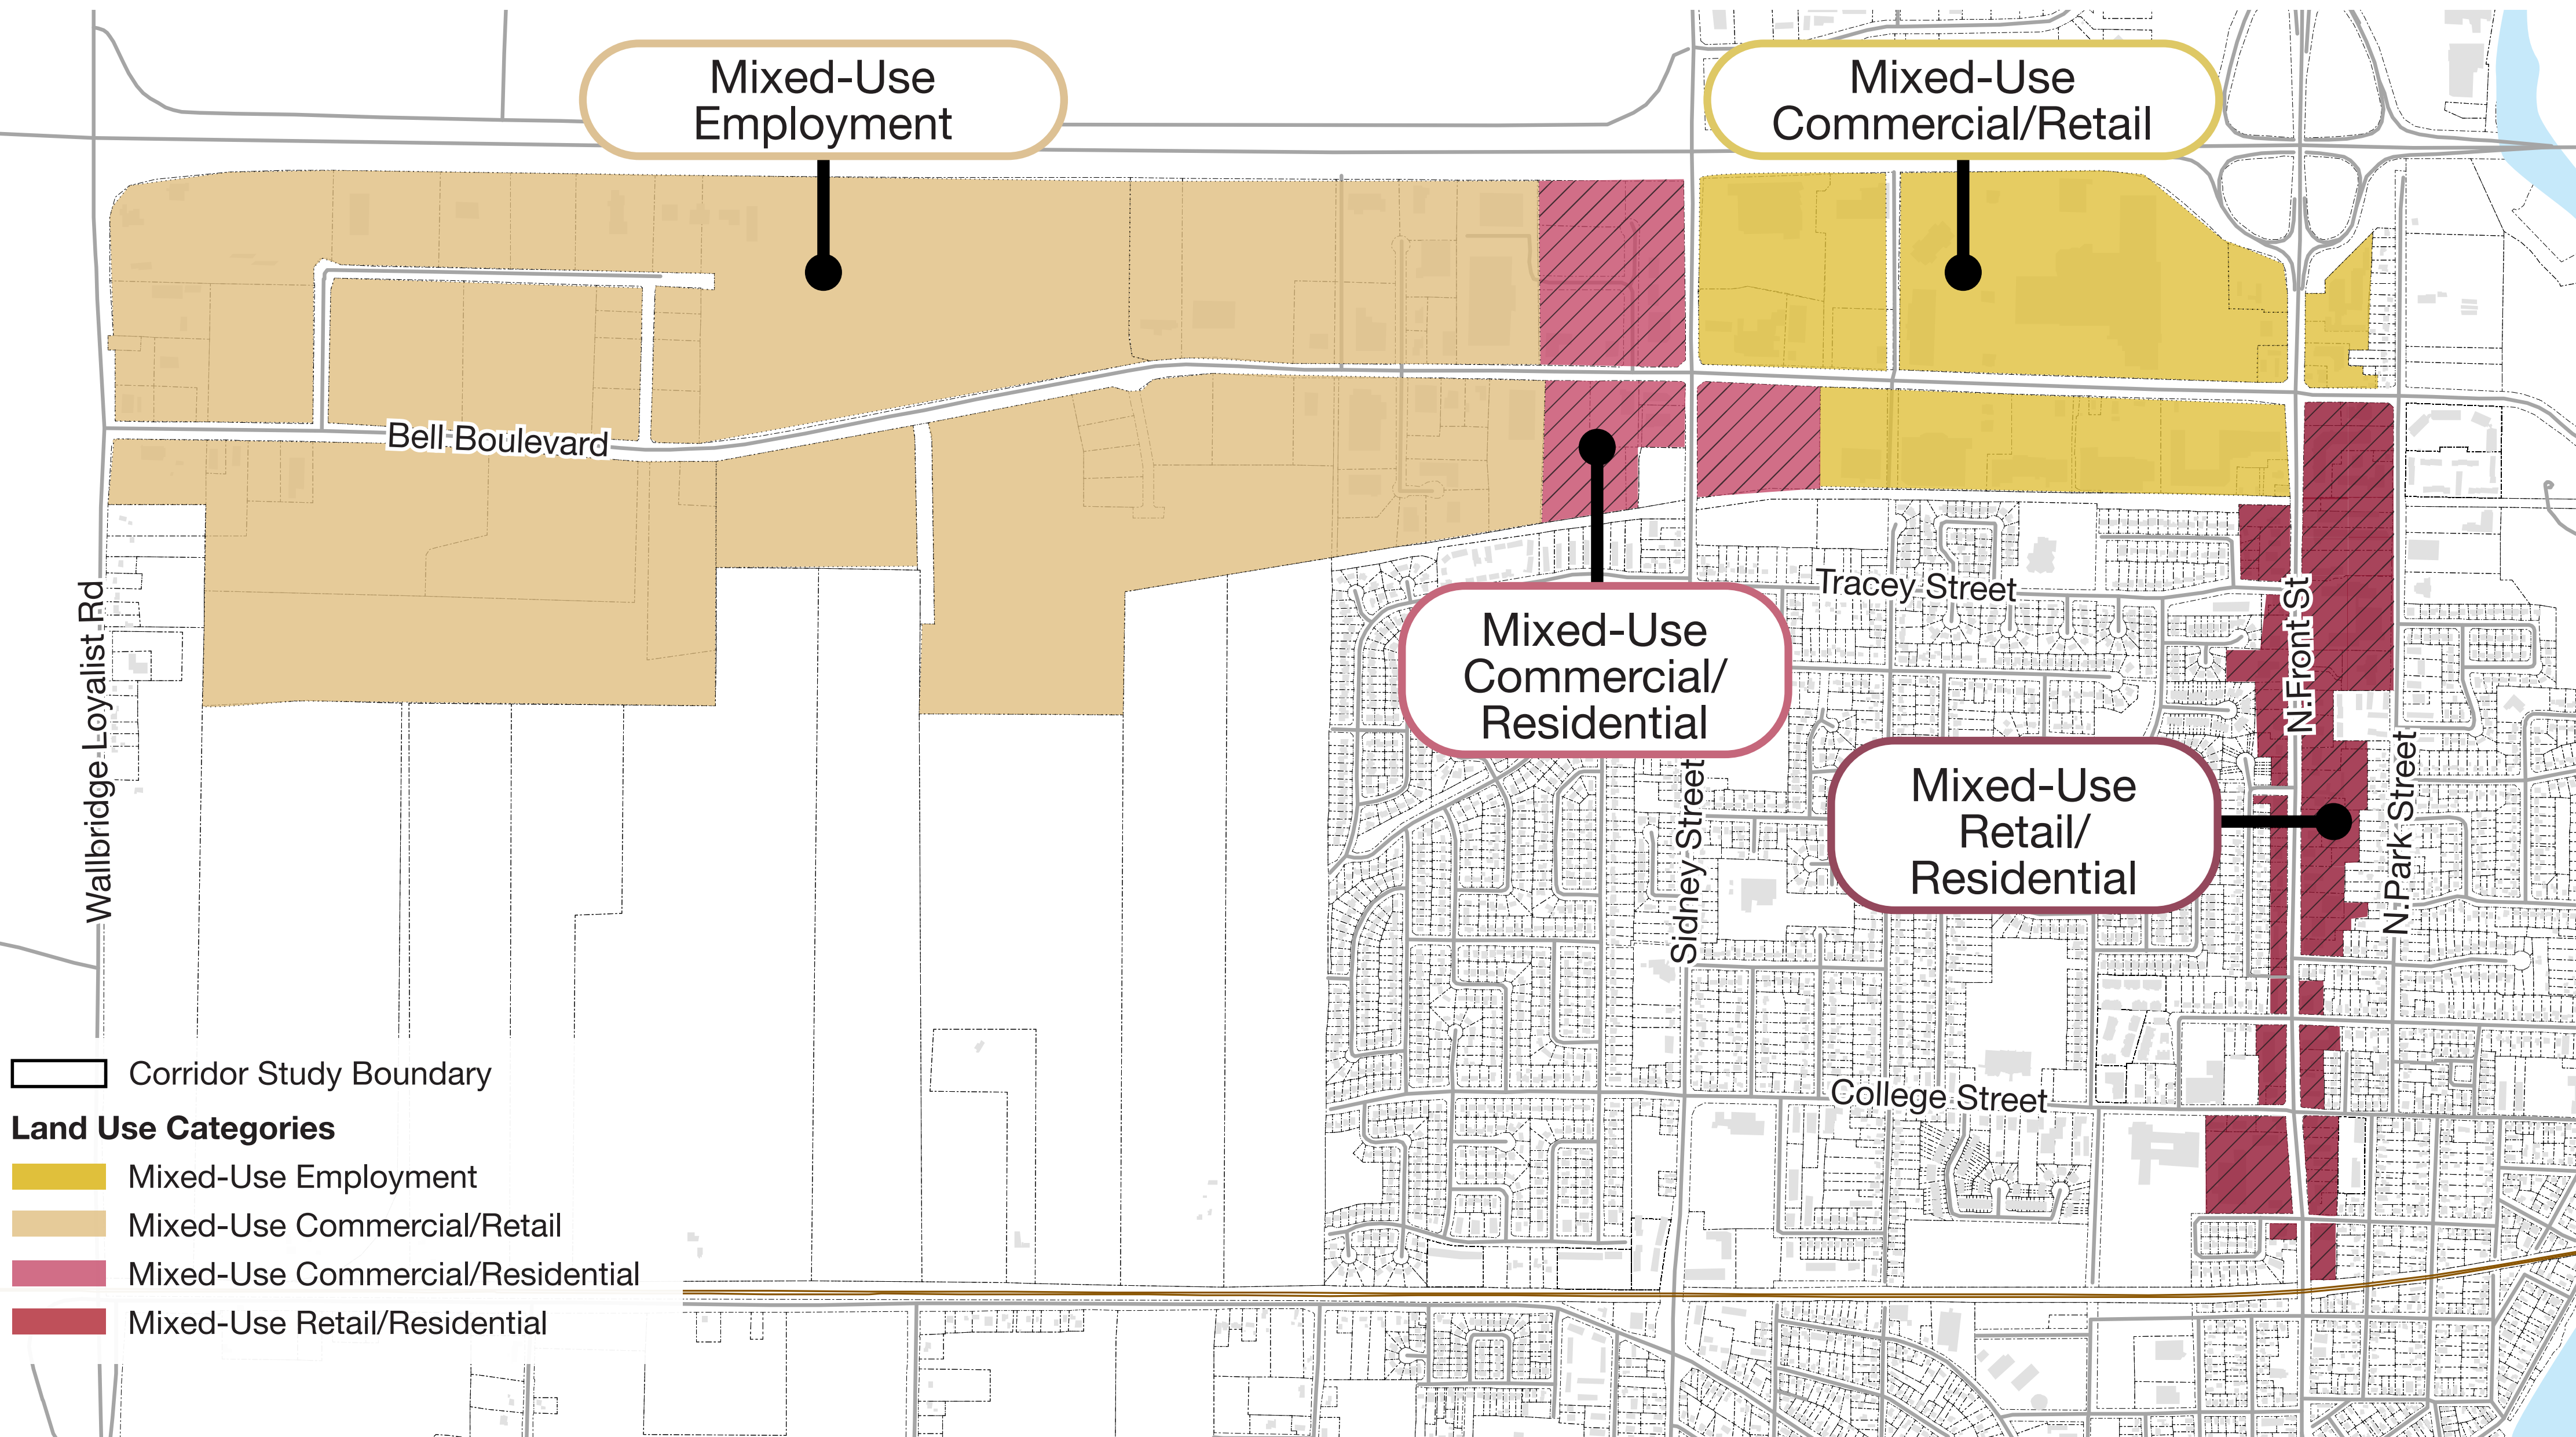 Mixed-Use
Employment
Mixed-Use
Commercial/Retail
Bell Boulevard
Wallbridge-Loyalist Rd
Tracey Street
N.Front St
Mixed-Use
Commercial/
Residential
Sidney Street
N.Park Street
Mixed-Use
Retail/
Residential
College Street
Corridor Study Boundary
Land Use Categories
Mixed-Use Employment
Mixed-Use Commercial/Retail
Mixed-Use Commercial/Residential
Mixed-Use Retail/Residential